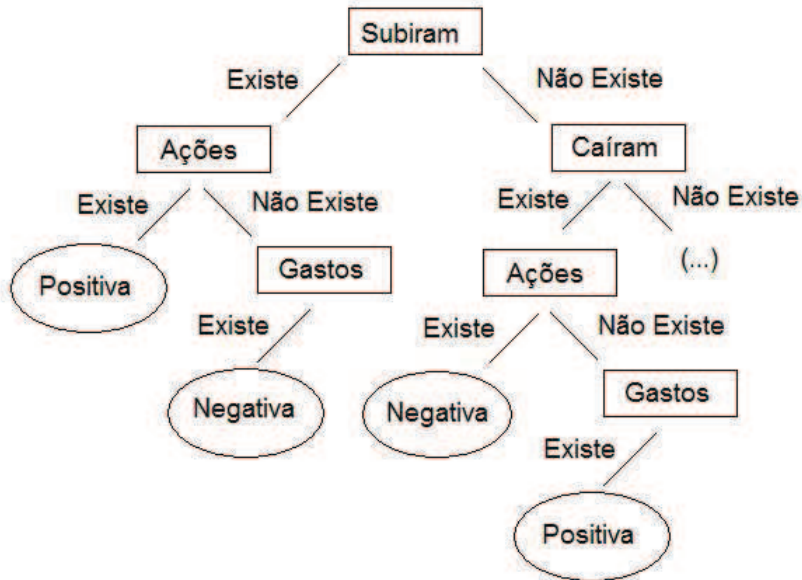 Subiram
Existe
Não Existe
Ações
Caíram
Existe
Não Existe
Existe
Não Existe
Positiva
Gastos
Ações
(...)
Existe
Existe
Não Existe
Negativa
Negativa
Gastos
Existe
Positiva